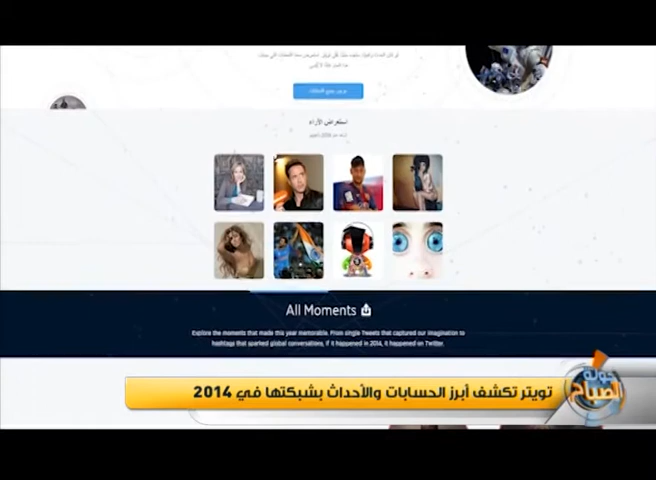 استعراض الآراء
All Moments
Explore the moments that made this year memorable. From single Tweets that captured our imagination to
hashtags that sparked global conversations, if it happened in 2014, it happened on Twitter.
تويتر تكشف أبرز الحسابات والأحداث بشبكتها في 2014
جولة
الصباح